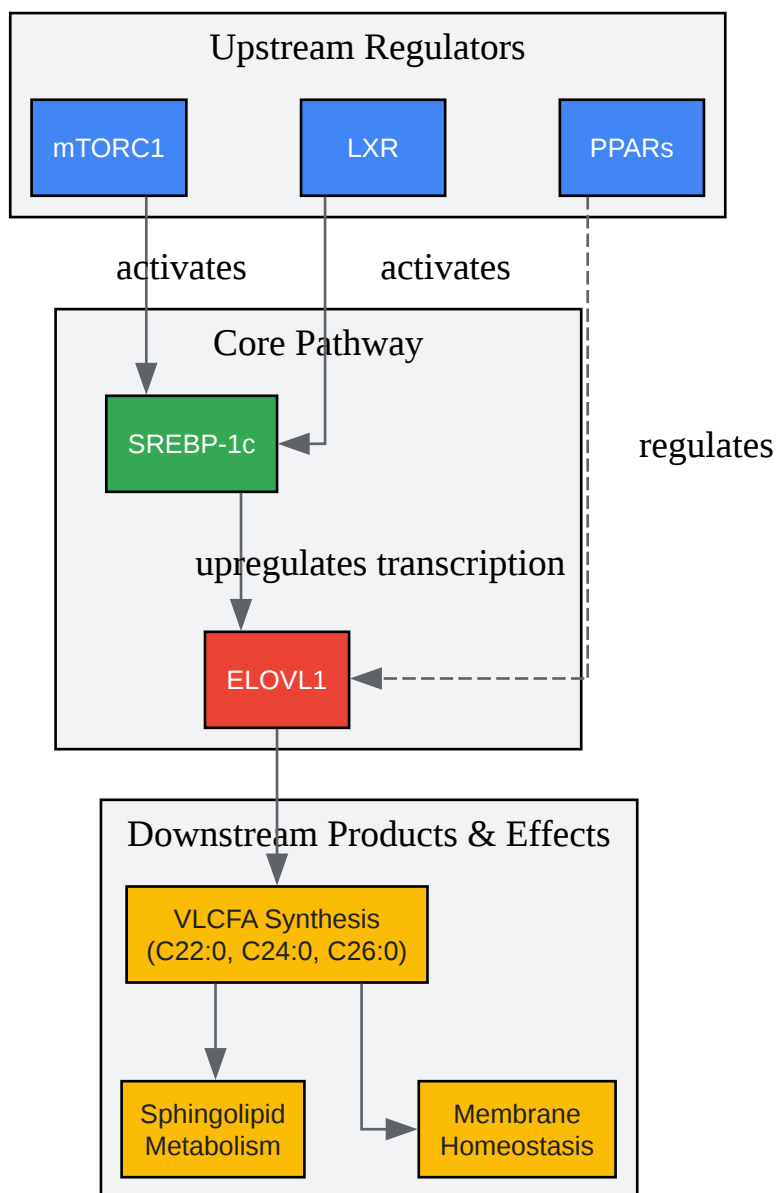 Upstream Regulators
mTORC1
LXR
PPARs
activates
activates
Core Pathway
SREBP-1c
regulates
upregulates transcription
ELOVL1
Downstream Products & Effects
VLCFA Synthesis
(C22:0, C24:0, C26:0)
Sphingolipid
Metabolism
Membrane
Homeostasis